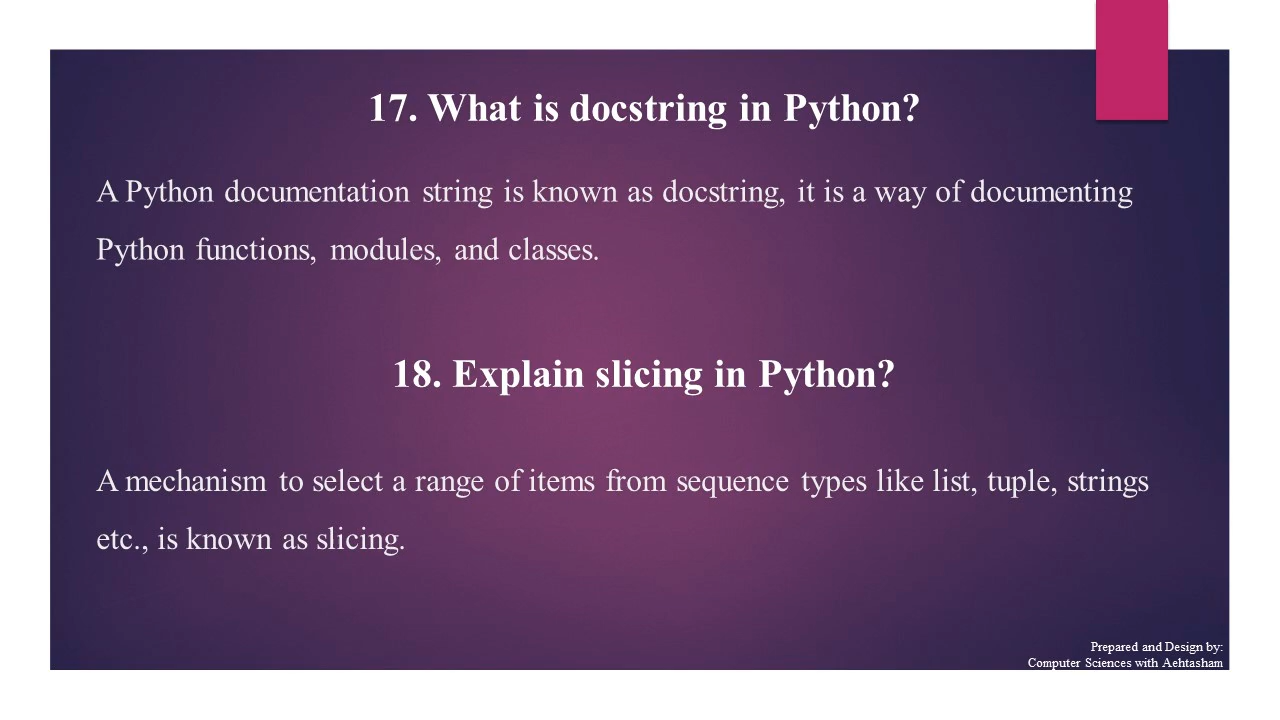 17. What is docstring in Python?
A Python documentation string is known as docstring, it is a way of documenting
Python functions, modules, and classes.
18. Explain slicing in Python?
A mechanism to select a range of items from sequence types like list, tuple, strings
etc., is known as slicing.
Prepared and Design by:
Computer Sciences with Aehtasham